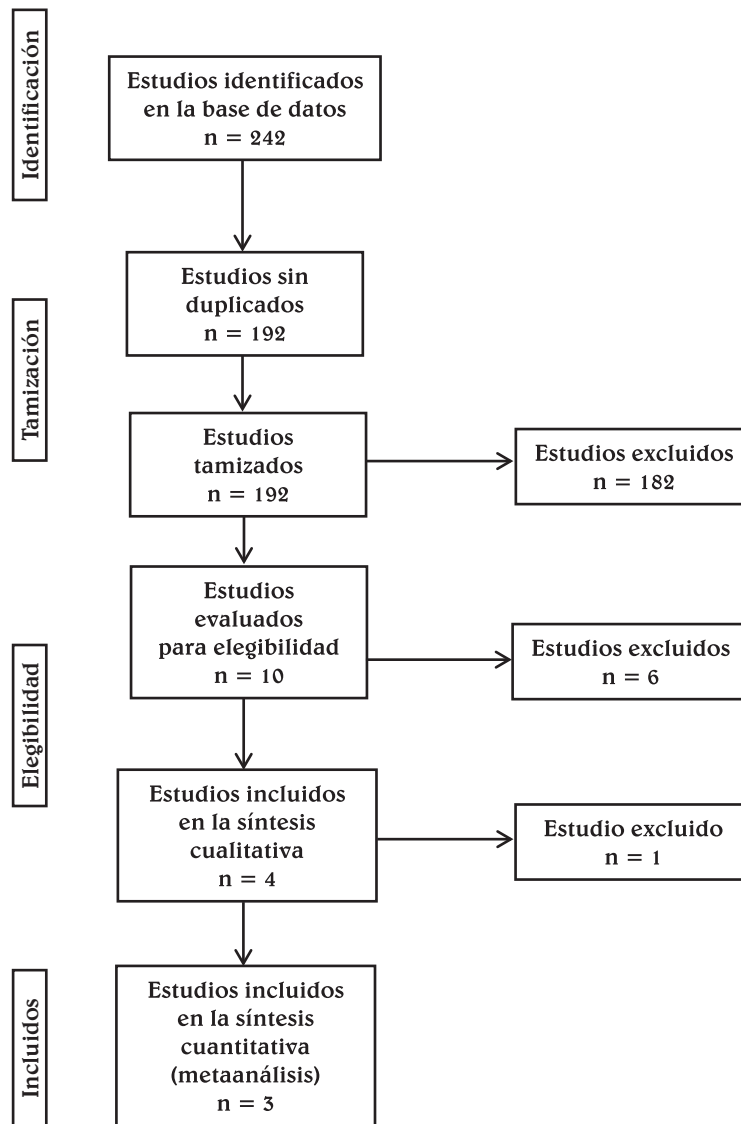 Identificación
Estudios identificados
en la base de datos
n = 242
Tamización
Estudios sin
duplicados
n = 192
Estudios
tamizados
n = 192
Estudios excluidos
n = 182
Elegibilidad
Estudios
evaluados
para elegibilidad
n = 10
Estudios excluidos
n = 6
Estudios incluidos
en la síntesis
cualitativa
n = 4
Estudio excluido
n = 1
Incluidos
Estudios incluidos
en la síntesis
cuantitativa
(metaanálisis)
n = 3